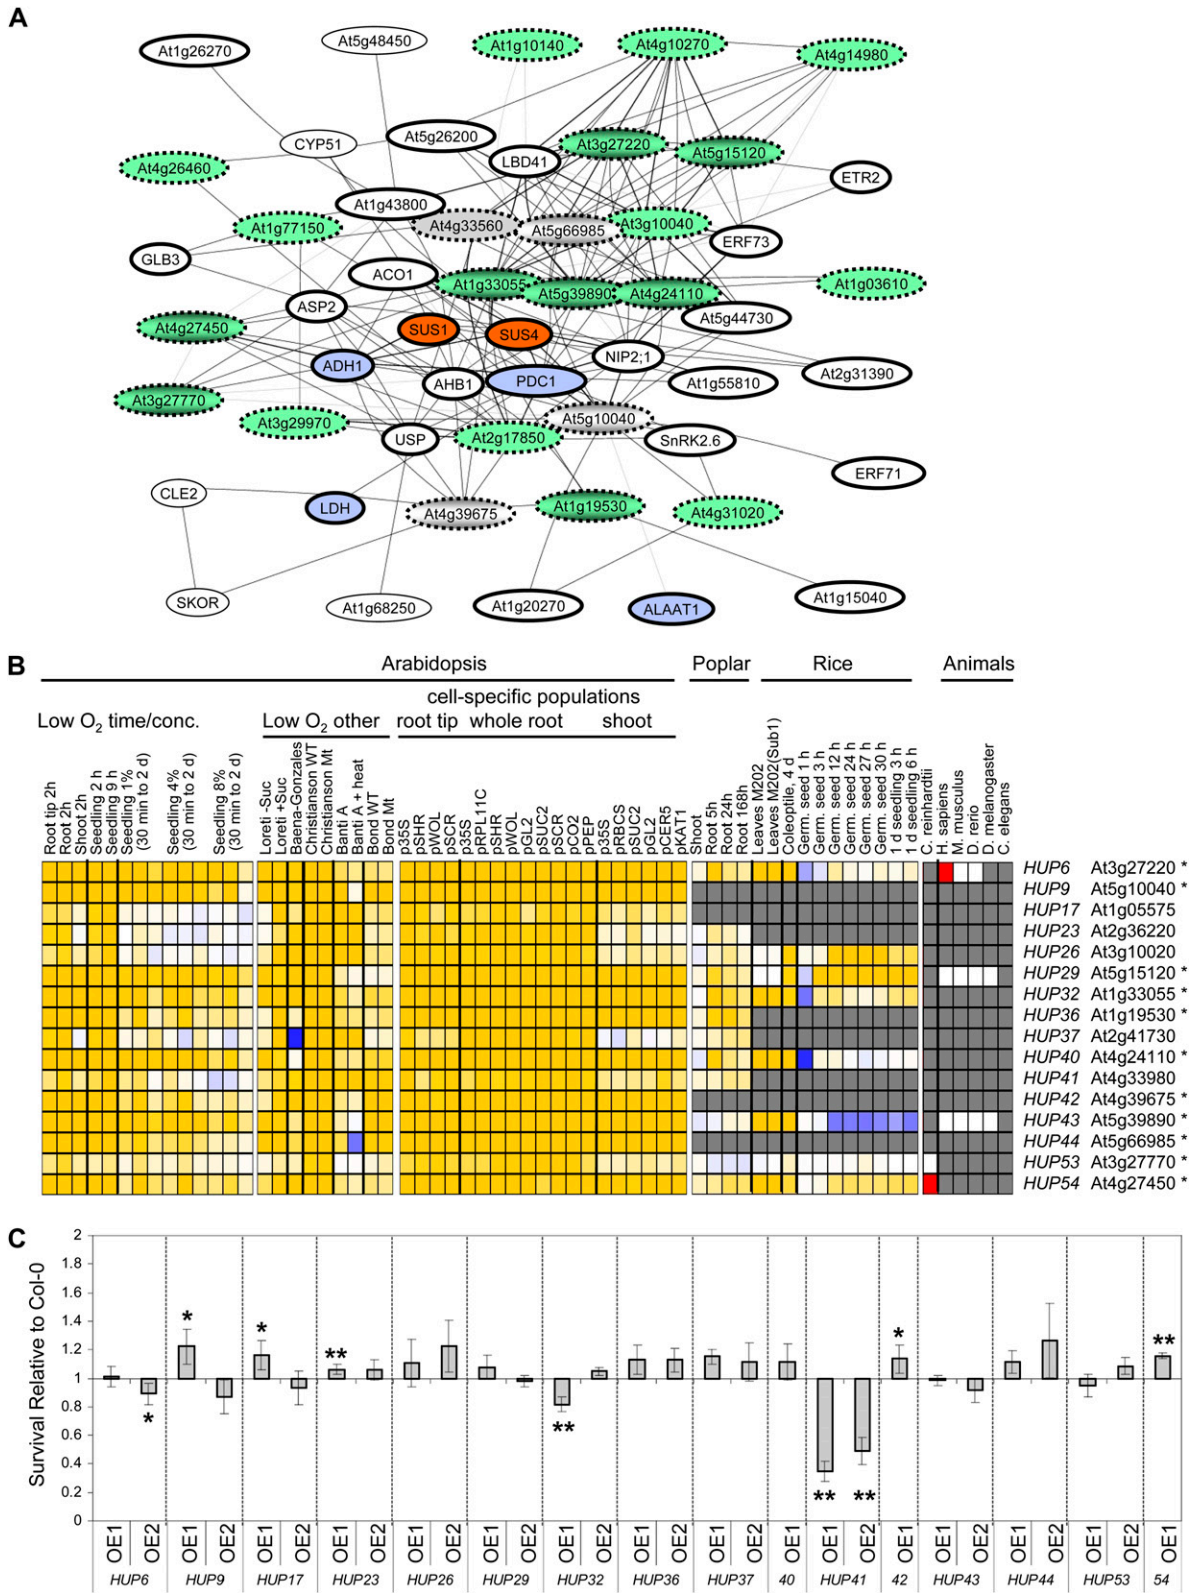 A
At1g26270
At5g48450
At1g10140
At4g10270
At4g14980
At5g26200
CYP51
LBD41
At3g27220
At5g15120
At4g26460
ETR2
At1g43800
At4g33560
At5g66985
At3g10040
At1g77150
ERF73
GLB3
ACO1
At1g33055
At5g39890
At4g24110
At1g03610
ASP2
At5g44730
At4g27450
SUS1
SUS4
ADH1
NIP2;1
At2g31390
AHB1
PDC1
At1g55810
At3g27770
At3g29970
At5g10040
USP
At2g17850
SnRK2.6
ERF71
CLE2
LDH
At4g39675
At1g19530
At4g31020
SKOR
At1g68250
At1g20270
ALAAT1
At1g15040
B
Arabidopsis Poplar Rice Animals
cell-specific populations
Low O2 time/conc. Low O2 other root tip whole root shoot
Root tip 2h
Root 2h
Shoot 2h
Seedling 2 h
Seedling 9 h
Seedling 1%
(30 min to 2 d)
Seedling 4%
(30 min to 2 d)
Seedling 8%
(30 min to 2 d)
Loreti -Suc
Loreti +Suc
Baena-Gonzales
Christianson WT
Christianson Mt
Banti A
Banti A + heat
Bond WT
Bond Mt
p35S
pSHR
pWOL
pSCR
p35S
pRPL11C
pSHR
pWOL
pGL2
pSUC2
pSCR
pCO2
pPEP
p35S
pRBCS
pSUC2
pGL2
pCER5
pKAT1
Shoot
Root 5h
Root 24h
Root 168h
Leaves M202
Leaves M202(Sub1)
Coleoptile, 4 d
Germ. seed 1 h
Germ. seed 3 h
Germ. seed 12 h
Germ. seed 24 h
Germ. seed 27 h
Germ. seed 30 h
1 d seedling 3 h
1 d seedling 6 h
C. reinhardtii
H. sapiens
M. musculus
D. rerio
D. melanogaster
C. elegans
HUP6 At3g27220 *
HUP9 At5g10040 *
HUP17 At1g05575
HUP23 At2g36220
HUP26 At3g10020
HUP29 At5g15120 *
HUP32 At1g33055 *
HUP36 At1g19530 *
HUP37 At2g41730
HUP40 At4g24110 *
HUP41 At4g33980
HUP42 At4g39675 *
HUP43 At5g39890 *
HUP44 At5g66985 *
HUP53 At3g27770 *
HUP54 At4g27450 *
C
Survival Relative to Col-0
2
1.8
1.6
1.4
1.2
1
0.8
0.6
0.4
0.2
0
* * * ** ** ** ** * **
OE1 OE2 OE1 OE2 OE1 OE2 OE1 OE2 OE1 OE2 OE1 OE2 OE1 OE2 OE1 OE2 OE1 OE2 OE1 OE1 OE2 OE1 OE1 OE2 OE1 OE2 OE1 OE2 OE1
HUP6 HUP9 HUP17 HUP23 HUP26 HUP29 HUP32 HUP36 HUP37 40 HUP41 42 HUP43 HUP44 HUP53 54